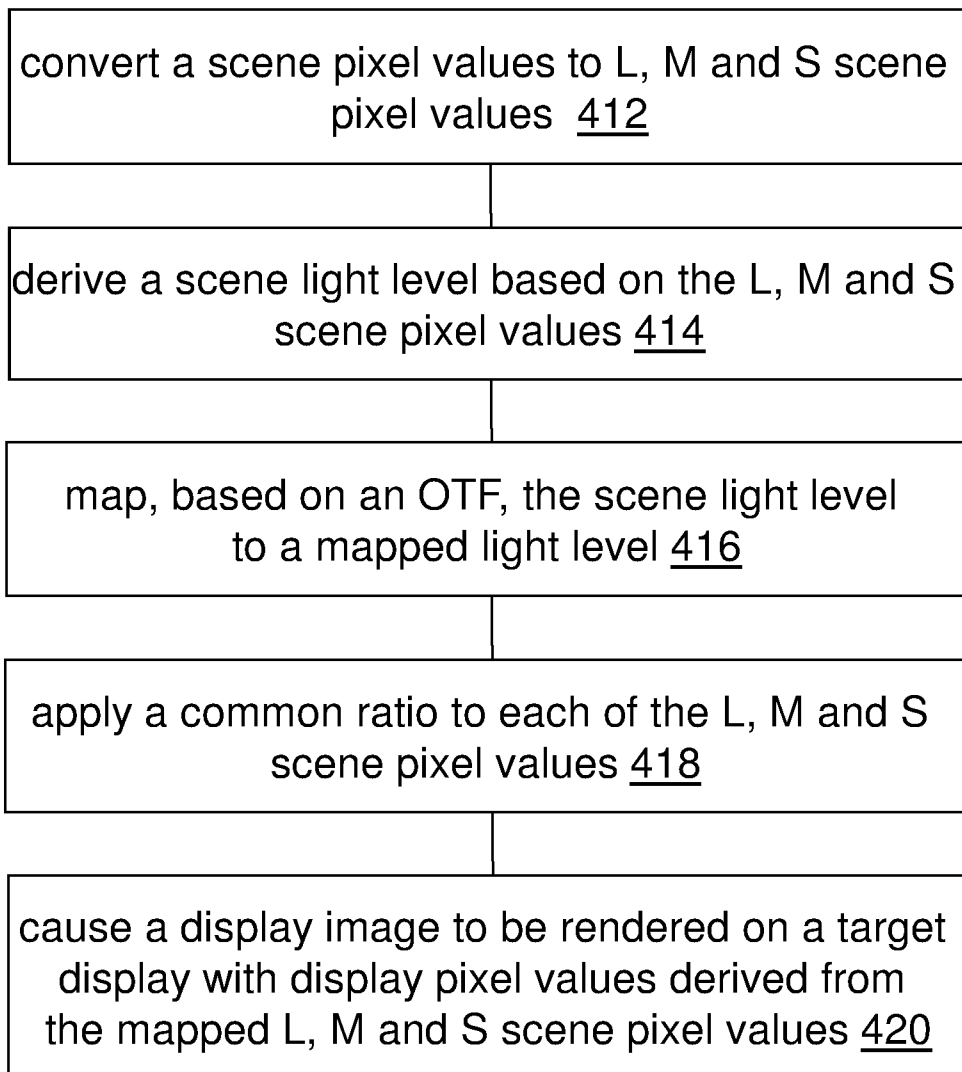 convert a scene pixel values to L, M and S scene
pixel values 412
derive a scene light level based on the L, M and S
scene pixel values 414
map, based on an OTF, the scene light level
to a mapped light level 416
apply a common ratio to each of the L, M and S
scene pixel values 418
cause a display image to be rendered on a target
display with display pixel values derived from
the mapped L, M and S scene pixel values 420